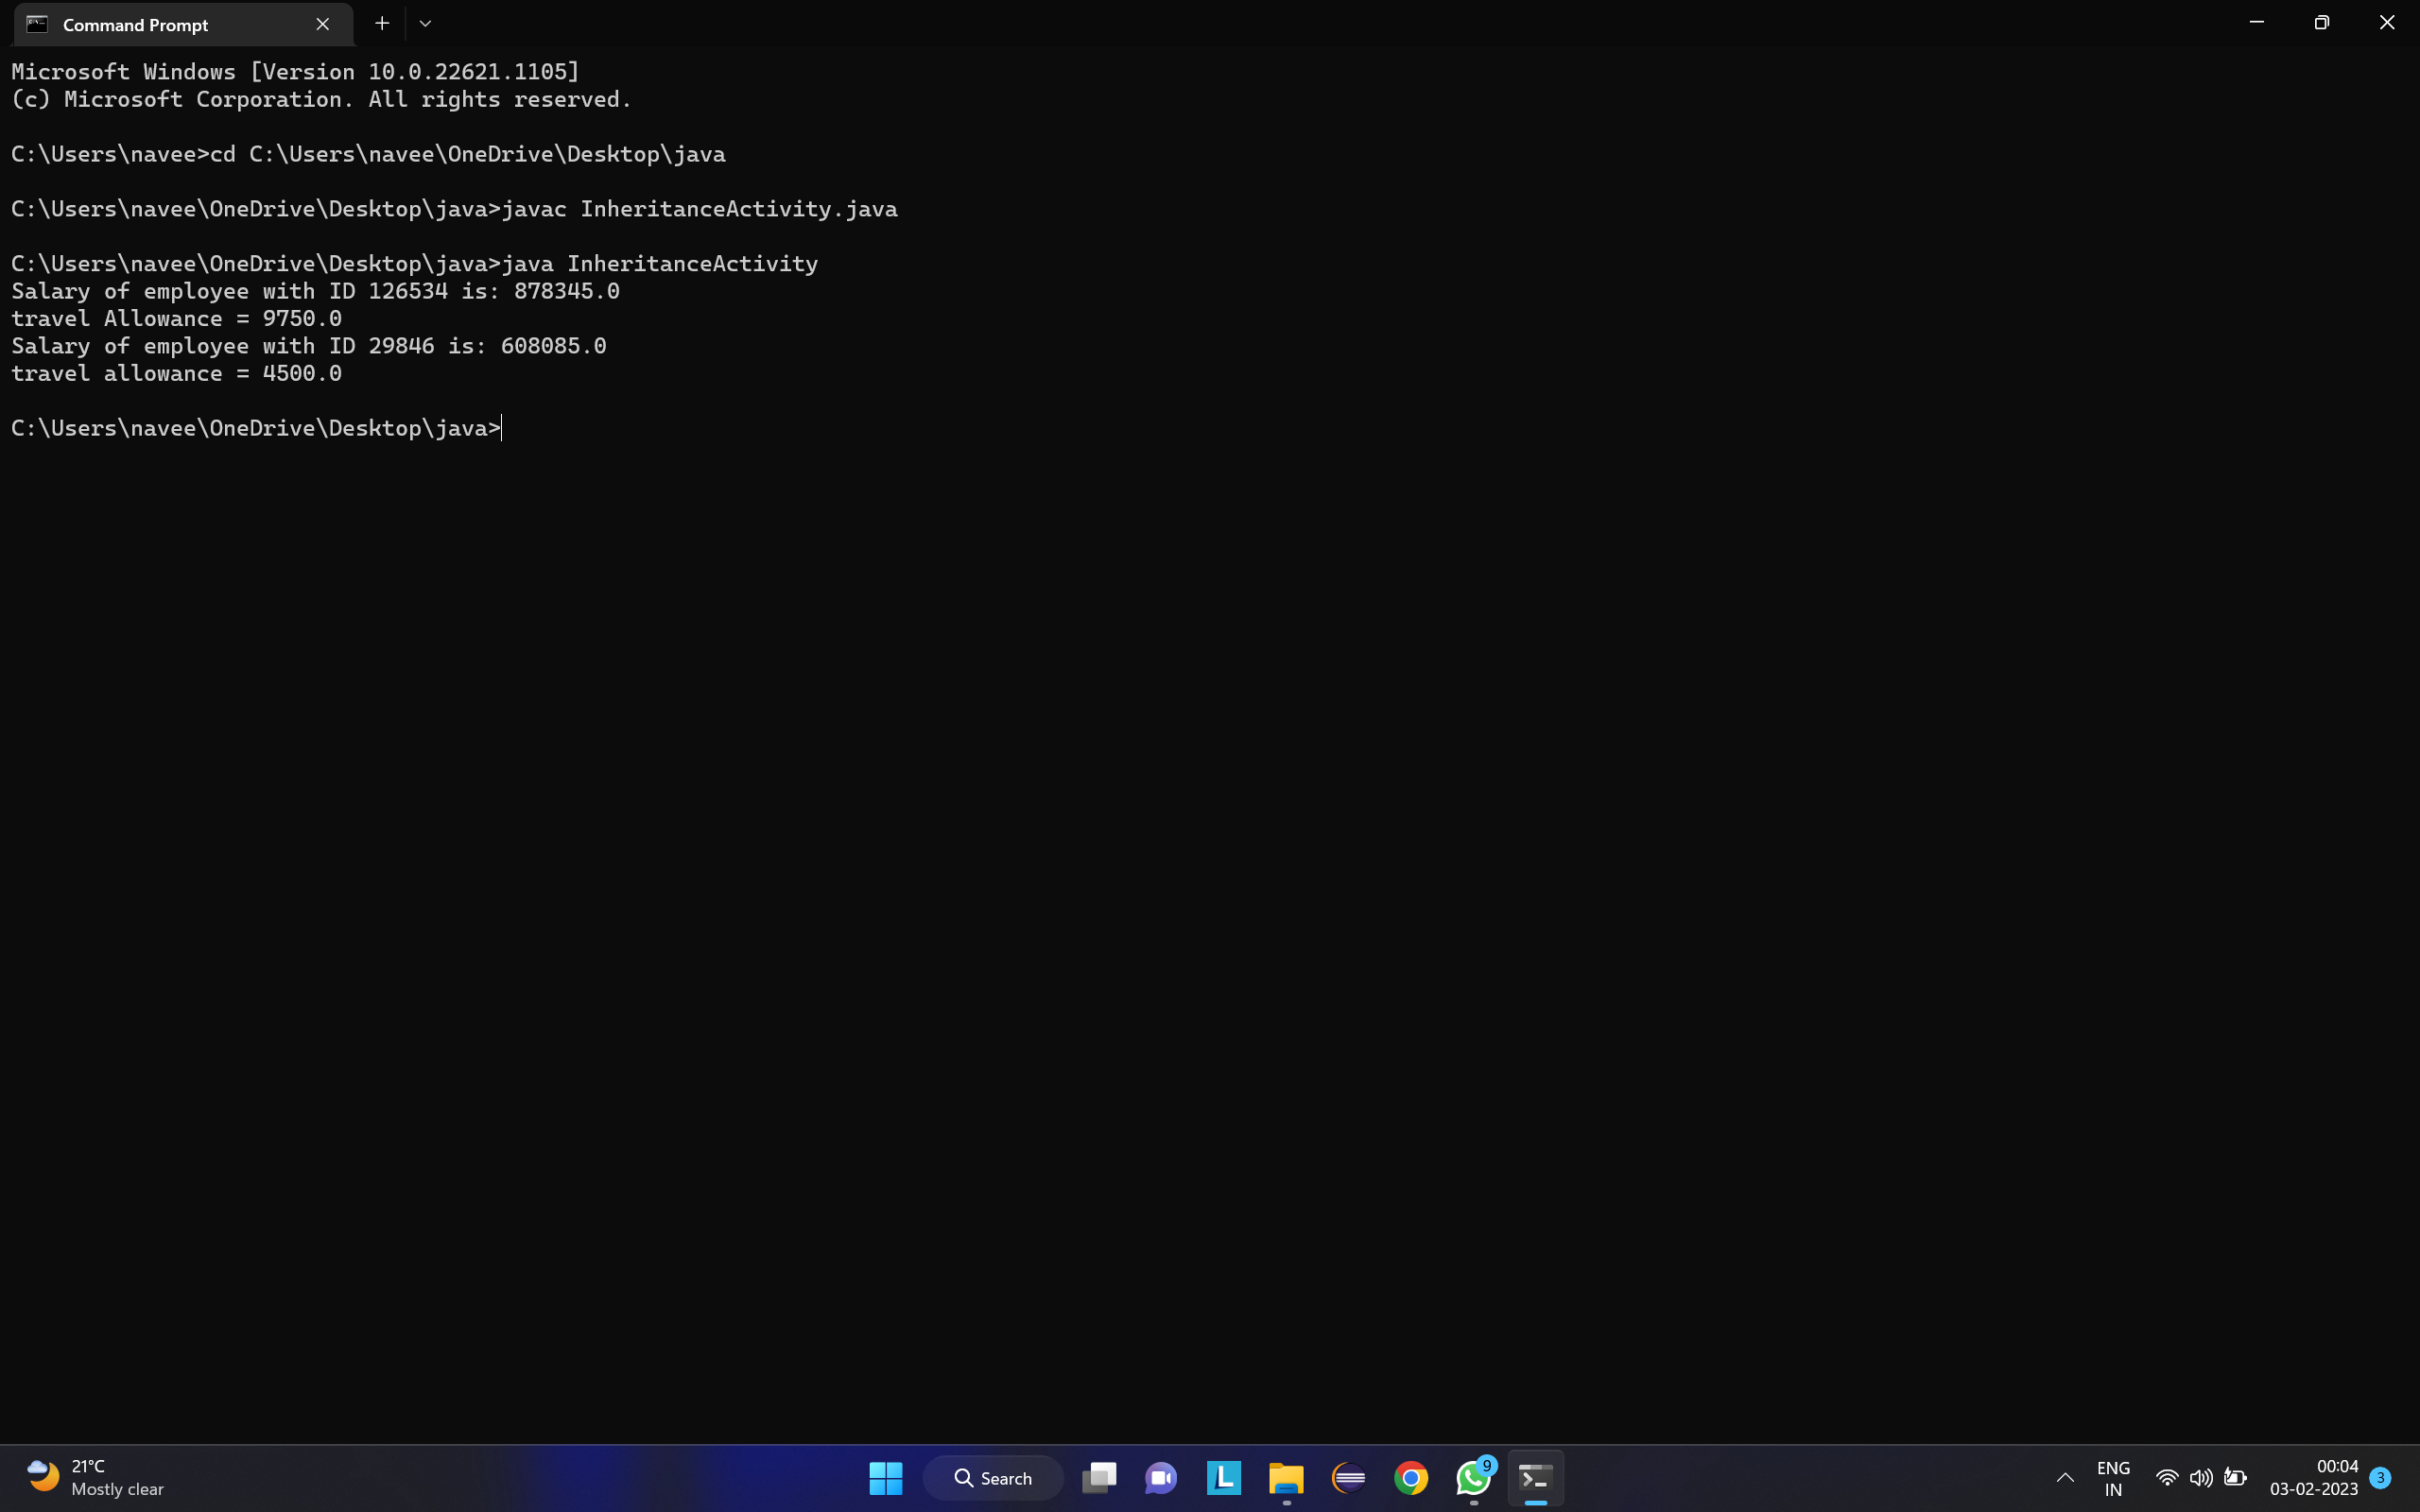 Command Prompt
Microsoft Windows [Version 10.0.22621.1105]
(c) Microsoft Corporation. All rights reserved.
C:\Users\navee>cd C:\Users\navee\OneDrive\Desktop\java
C:\Users\navee\OneDrive\Desktop\java>javac InheritanceActivity.java
C:\Users\navee\OneDrive\Desktop\java>java InheritanceActivity
Salary of employee with ID 126534 is: 878345.0
travel Allowance = 9750.0
Salary of employee with ID 29846 is: 608085.0
travel allowance = 4500.0
C:\Users\navee\OneDrive\Desktop\java>
21°C
Mostly clear
Search
L
9
ENG
IN
00:04
03-02-2023
3